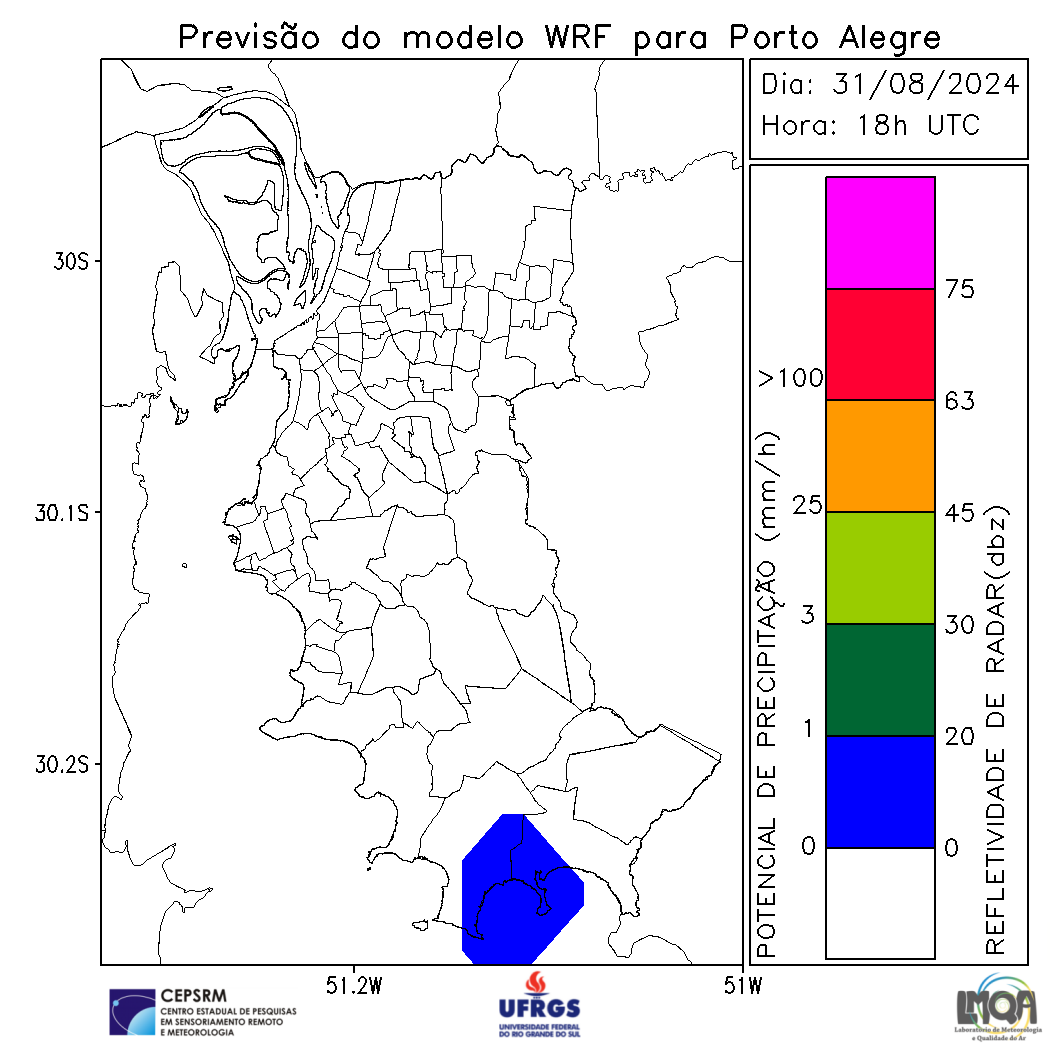 Previsão do modelo WRF para Porto Alegre
Dia: 31/08/2024
Hora: 18h UTC
30S
30.1S
30.2S
51.2W
51W
POTENCIAL DE PRECIPITAÇÃO (mm/h)
>100
25
3
1
0
75
63
45
30
20
0
REFLETIVIDADE DE RADAR(dbz)
CEPSRM
CENTRO ESTADUAL DE PESQUISAS
EM SENSORIAMENTO REMOTO
E METEOROLOGIA
UFRGS
UNIVERSIDADE FEDERAL
DO RIO GRANDE DO SUL
LMQA
Laboratório de Meteorologia
e Qualidade do Ar